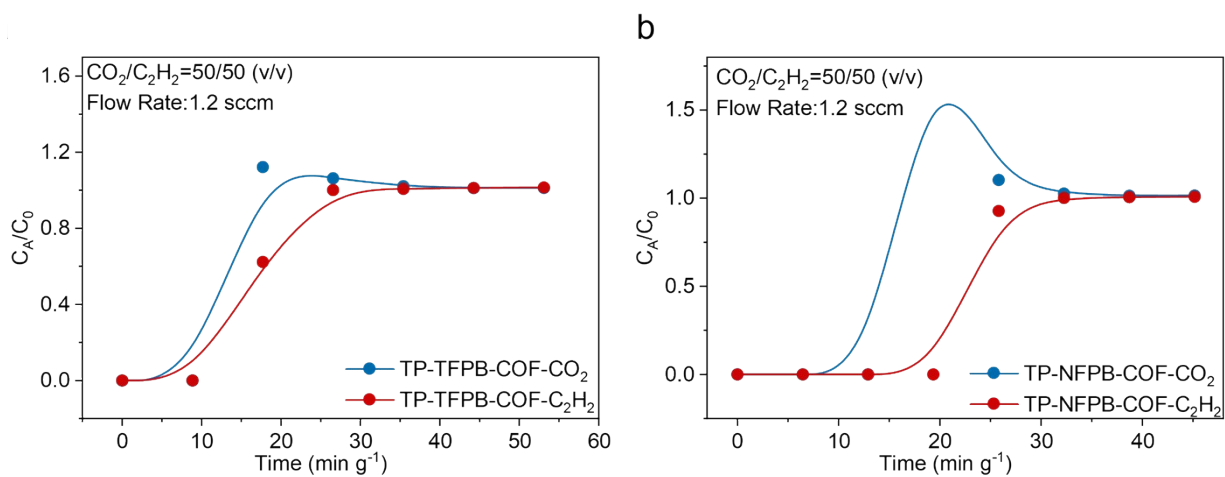 b
CO₂/C₂H₂=50/50 (v/v)
Flow Rate:1.2 sccm
1.6
1.2
0.8
0.4
0.0
C_A/C₀
TP-TFPB-COF-CO₂
TP-TFPB-COF-C₂H₂
0 10 20 30 40 50 60
Time (min g⁻¹)
CO₂/C₂H₂=50/50 (v/v)
Flow Rate:1.2 sccm
1.5
1.0
0.5
0.0
C_A/C₀
TP-NFPB-COF-CO₂
TP-NFPB-COF-C₂H₂
0 10 20 30 40
Time (min g⁻¹)